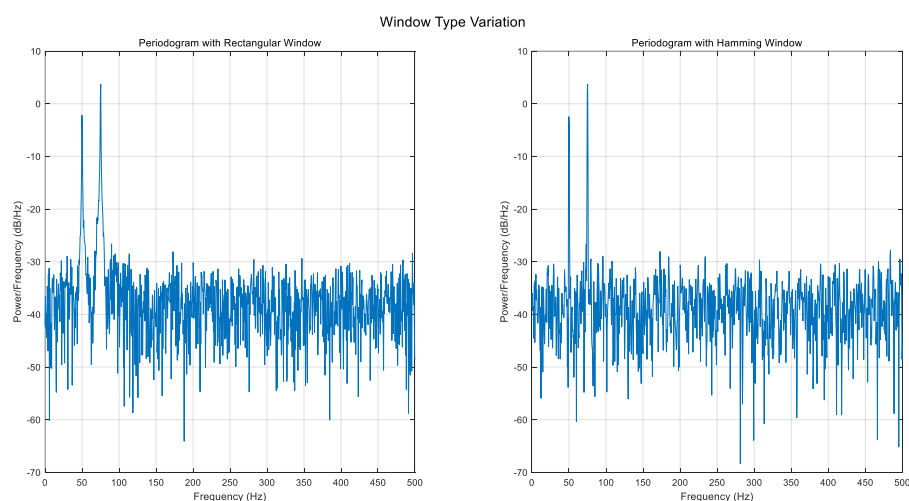 Window Type Variation
Periodogram with Rectangular Window
10
0
-10
-20
-30
-40
-50
-60
-70
Power/Frequency (dB/Hz)
0 50 100 150 200 250 300 350 400 450 500
Frequency (Hz)
Periodogram with Hamming Window
10
0
-10
-20
-30
-40
-50
-60
-70
Power/Frequency (dB/Hz)
0 50 100 150 200 250 300 350 400 450 500
Frequency (Hz)